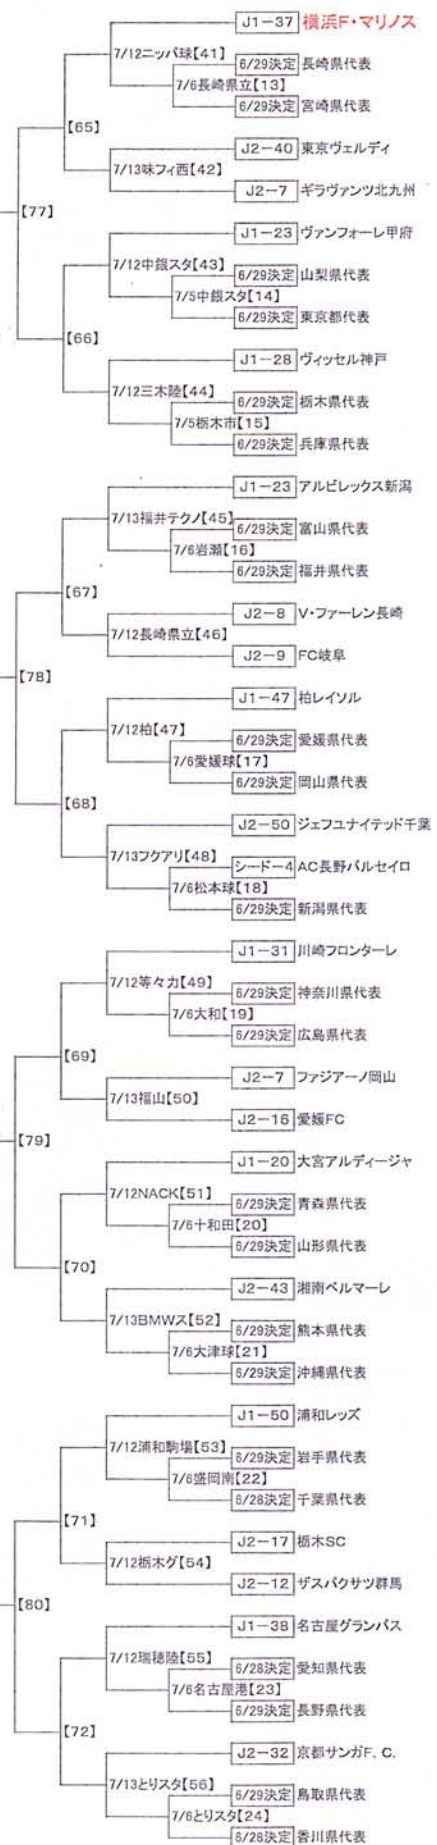 J1-37 横浜F・マリノス
7/12ニッパ球【41】
6/29決定 長崎県代表
7/6長崎県立【13】
6/29決定 宮崎県代表
【65】
J2-40 東京ヴェルディ
7/13味フィ西【42】
J2-7 ギラヴァンツ北九州
【77】
J1-23 ヴァンフォーレ甲府
7/12中銀スタ【43】
6/29決定 山梨県代表
7/5中銀スタ【14】
6/29決定 東京都代表
【66】
J1-28 ヴィッセル神戸
7/12三木陸【44】
6/29決定 栃木県代表
7/5栃木市【15】
6/29決定 兵庫県代表
J1-23 アルビレックス新潟
7/13福井テクノ【45】
6/29決定 富山県代表
7/6岩瀬【16】
6/29決定 福井県代表
【67】
J2-8 V・ファーレン長崎
7/12長崎県立【46】
J2-9 FC岐阜
【78】
J1-47 柏レイソル
7/12柏【47】
6/29決定 愛媛県代表
7/6愛媛球【17】
6/29決定 岡山県代表
【68】
J2-50 ジェフユナイテッド千葉
7/13フクアリ【48】
シード-4 AC長野パルセイロ
7/6松本球【18】
6/29決定 新潟県代表
J1-31 川崎フロンターレ
7/12等々力【49】
6/29決定 神奈川県代表
7/6大和【19】
6/29決定 広島県代表
【69】
J2-7 ファジアーノ岡山
7/13福山【50】
J2-16 愛媛FC
【79】
J1-20 大宮アルディージャ
7/12NACK【51】
6/29決定 青森県代表
7/6十和田【20】
6/29決定 山形県代表
【70】
J2-43 湘南ベルマーレ
7/13BMWス【52】
6/29決定 熊本県代表
7/6大津球【21】
6/29決定 沖縄県代表
J1-50 浦和レッズ
7/12浦和駒場【53】
6/29決定 岩手県代表
7/6盛岡南【22】
6/28決定 千葉県代表
【71】
J2-17 栃木SC
7/12栃木グ【54】
J2-12 ザスパクサツ群馬
【80】
J1-38 名古屋グランパス
7/12瑞穂陸【55】
6/28決定 愛知県代表
7/6名古屋港【23】
6/29決定 長野県代表
【72】
J2-32 京都サンガF.C.
7/13とりスタ【56】
6/29決定 鳥取県代表
7/6とりスタ【24】
6/28決定 香川県代表